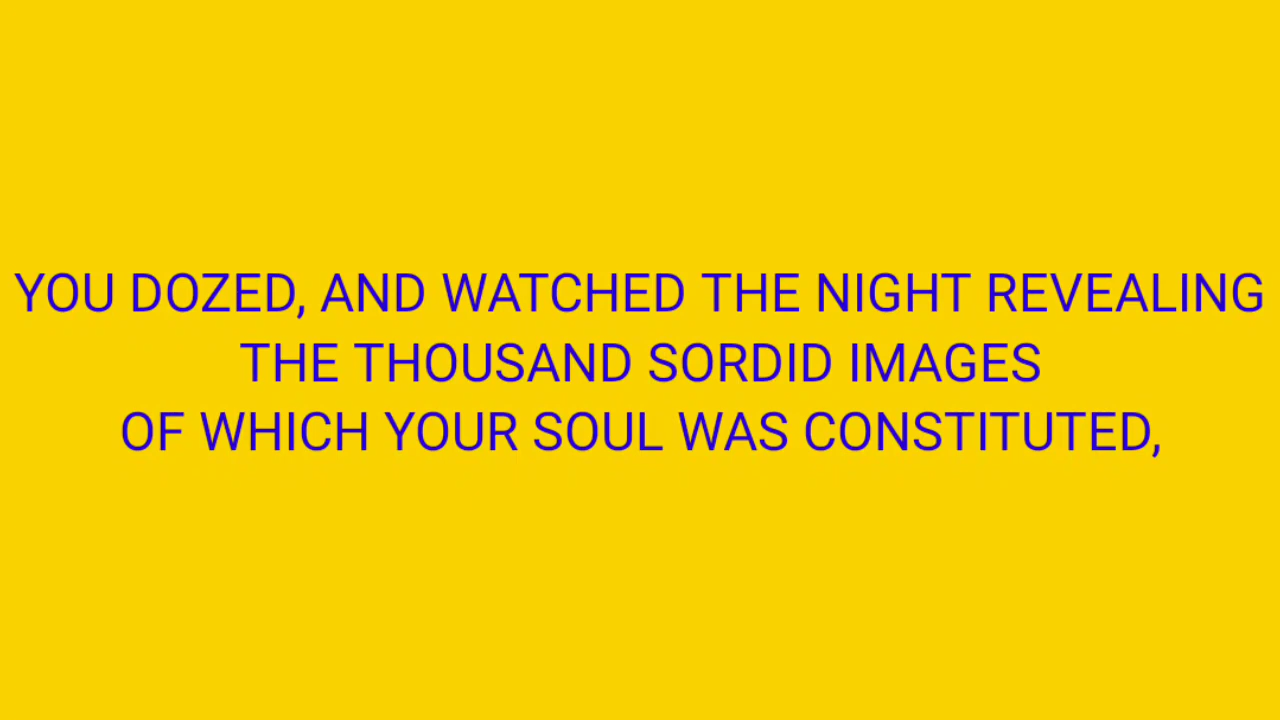 YOU DOZED, AND WATCHED THE NIGHT REVEALING
THE THOUSAND SORDID IMAGES
OF WHICH YOUR SOUL WAS CONSTITUTED,